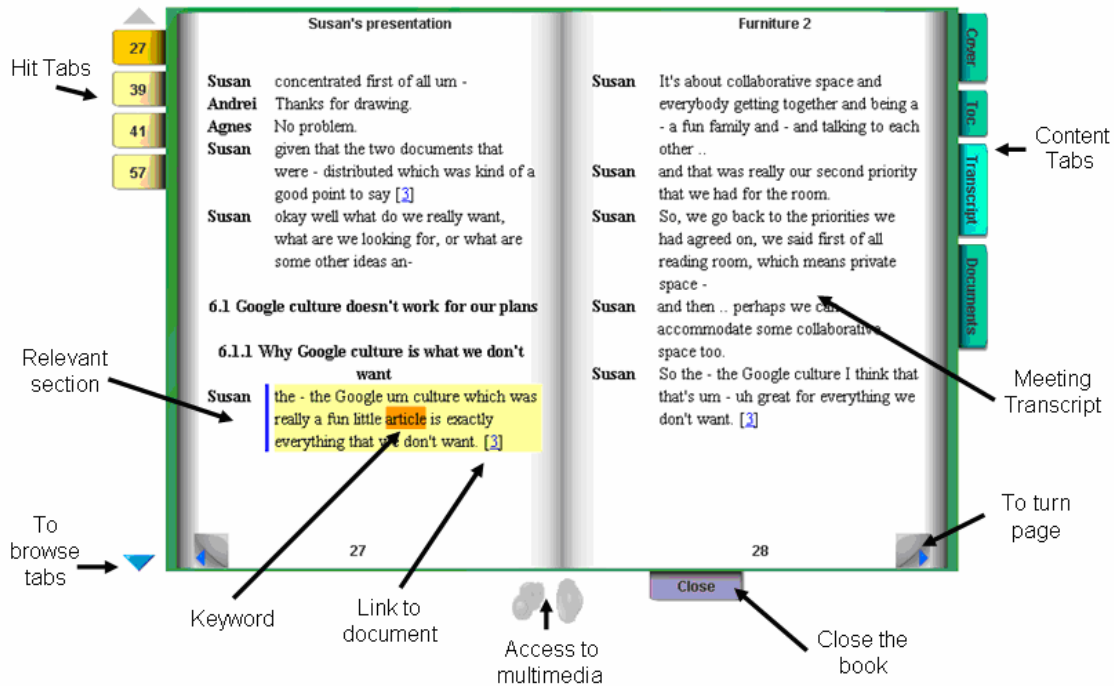 Susan's presentation
Furniture 2
27
39
41
57
Hit Tabs
Susan concentrated first of all um -
Andrei Thanks for drawing.
Agnes No problem.
Susan given that the two documents that
were - distributed which was kind of a
good point to say [3]
Susan okay well what do we really want,
what are we looking for, or what are
some other ideas an-
6.1 Google culture doesn't work for our plans
6.1.1 Why Google culture is what we don't
want
Relevant
section
Susan the - the Google um culture which was
really a fun little article is exactly
everything that we don't want. [3]
27
Susan It's about collaborative space and
everybody getting together and being a
- a fun family and - and talking to each
other ..
Susan and that was really our second priority
that we had for the room.
Susan So, we go back to the priorities we
had agreed on, we said first of all
reading room, which means private
space -
Susan and then .. perhaps we can
accommodate some collaborative
space too.
Susan So the - the Google culture I think that
that's um - uh great for everything we
don't want. [3]
28
Cover
Toc
Transcript
Documents
Content
Tabs
Meeting
Transcript
To turn
page
To
browse
tabs
Keyword
Link to
document
Access to
multimedia
Close
Close the
book